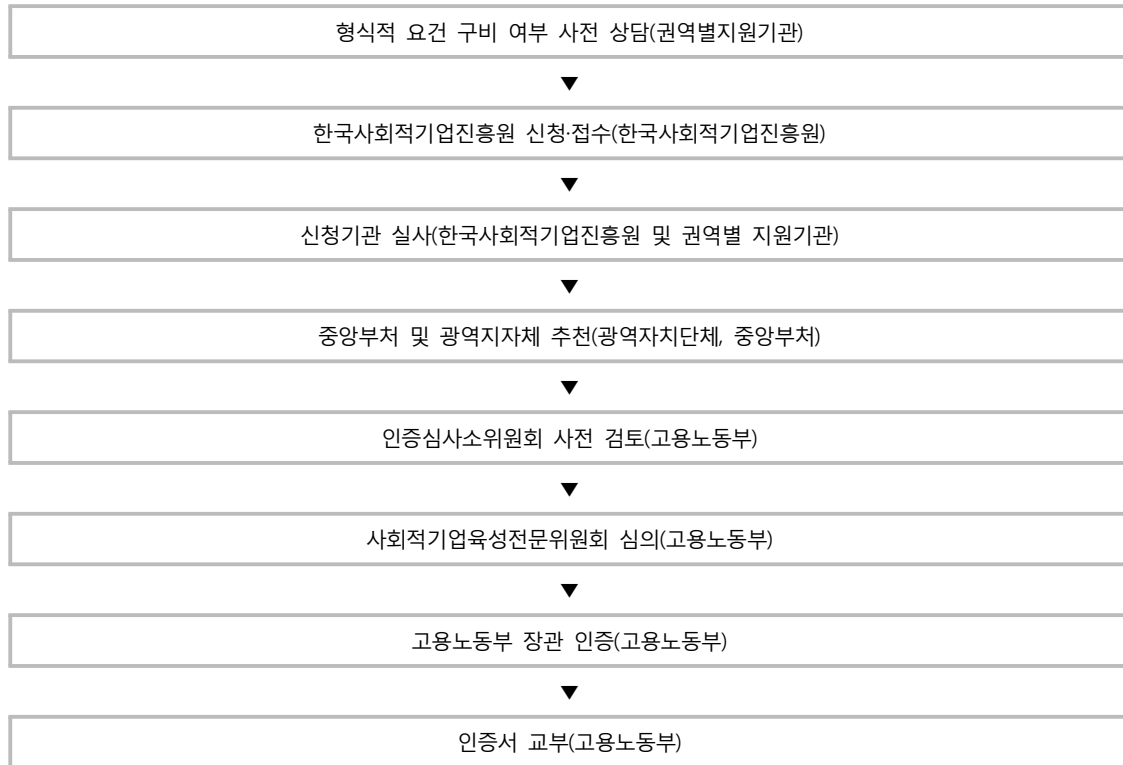 형식적 요건 구비 여부 사전 상담(권역별지원기관)
▼
한국사회적기업진흥원 신청·접수(한국사회적기업진흥원)
▼
신청기관 실사(한국사회적기업진흥원 및 권역별 지원기관)
▼
중앙부처 및 광역지자체 추천(광역자치단체, 중앙부처)
▼
인증심사소위원회 사전 검토(고용노동부)
▼
사회적기업육성전문위원회 심의(고용노동부)
▼
고용노동부 장관 인증(고용노동부)
▼
인증서 교부(고용노동부)